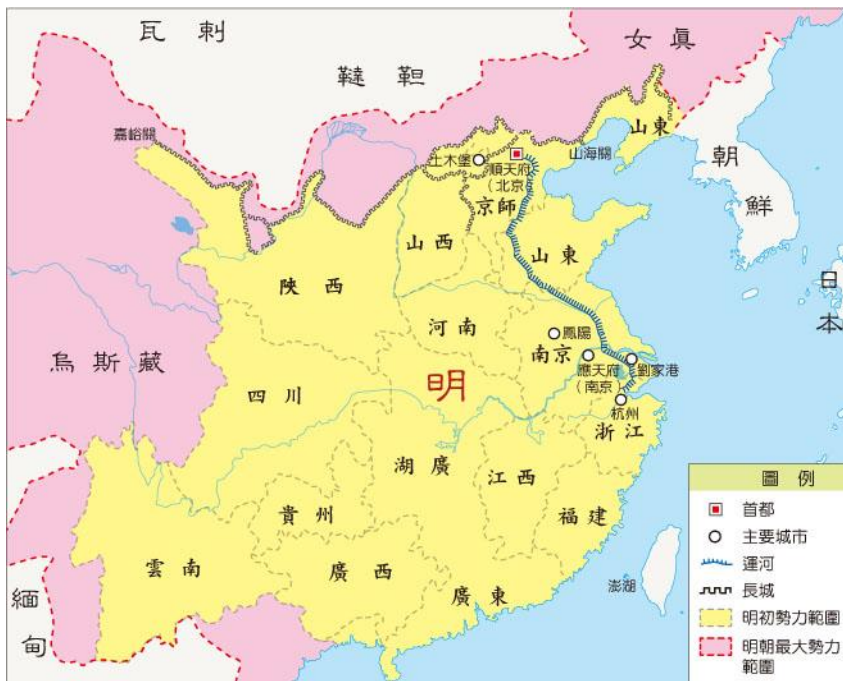 瓦剌
韃靼
女眞
嘉峪關
土木堡
順天府
（北京）
京師
山海關
山東
朝鮮
山西
山東
陝西
日本
河南
鳳陽
南京
應天府
（南京）
劉家港
烏斯藏
四川
明
杭州
浙江
湖廣
江西
貴州
福建
雲南
廣西
廣東
澎湖
緬甸
圖例
首都
主要城市
運河
長城
明初勢力範圍
明朝最大勢力
範圍